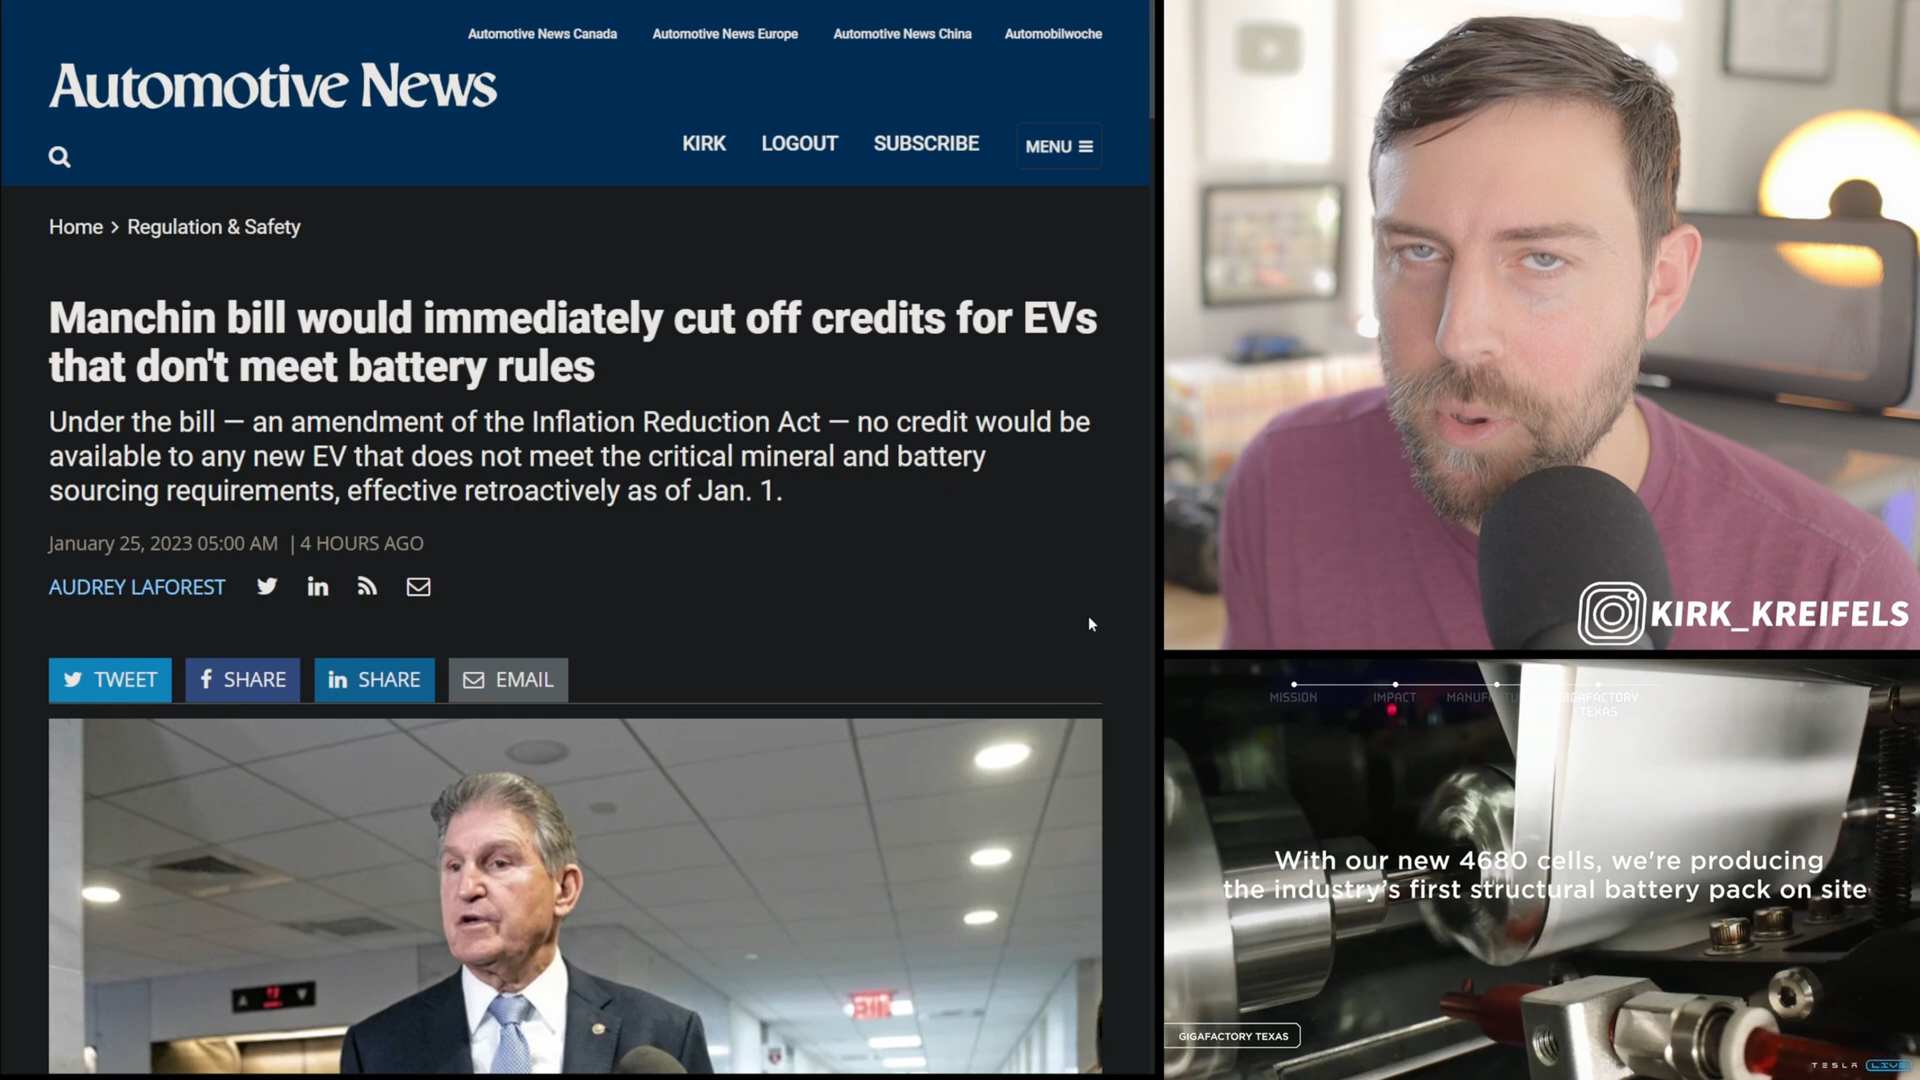 Automotive News Canada Automotive News Europe Automotive News China Automobilwoche
Automotive News
KIRK LOGOUT SUBSCRIBE MENU
Home > Regulation & Safety
Manchin bill would immediately cut off credits for EVs
that don't meet battery rules
Under the bill — an amendment of the Inflation Reduction Act — no credit would be
available to any new EV that does not meet the critical mineral and battery
sourcing requirements, effective retroactively as of Jan. 1.
January 25, 2023 05:00 AM | 4 HOURS AGO
AUDREY LAFOREST
TWEET SHARE SHARE EMAIL
EXIT
KIRK_KREIFELS
MISSION IMPACT GIGAFACTORY
TEXAS
With our new 4680 cells, we're producing
the industry's first structural battery pack on site
GIGAFACTORY TEXAS
TESLA LIVE